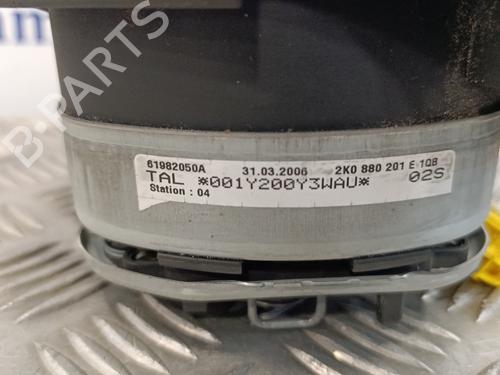 61982050A 31.03.2006 2K0 880 201 E 1QB
TAL *001Y200Y3WAU* 02S
Station : 04
B-PARTS